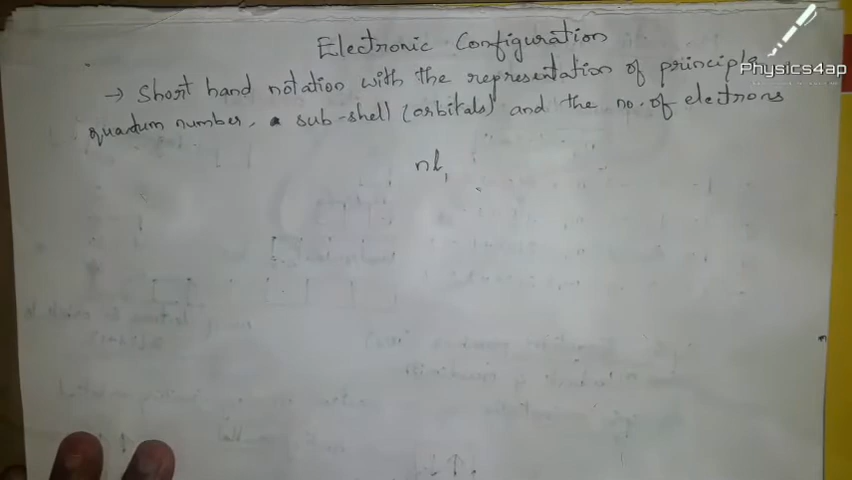 Electronic Configuration
→ Short hand notation with the representation of principle
quantum number, sub-shell (orbitals) and the no. of electrons
nl,
Physics4ap